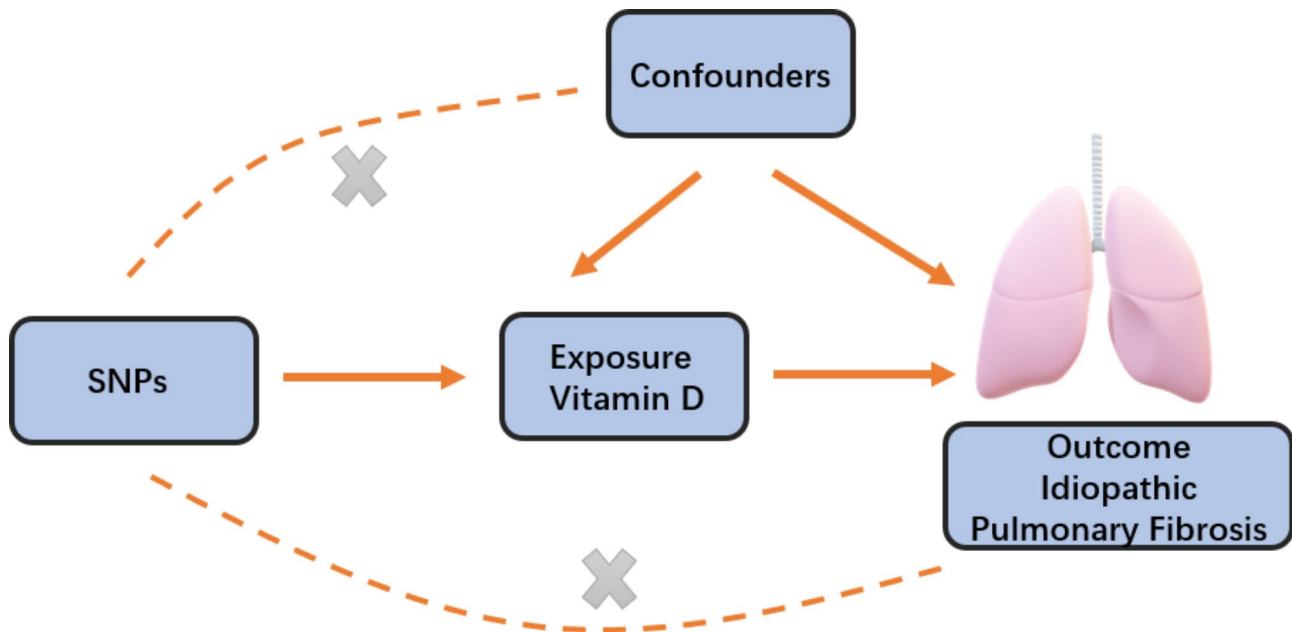 Confounders
SNPs
Exposure
Vitamin D
Outcome
Idiopathic
Pulmonary Fibrosis